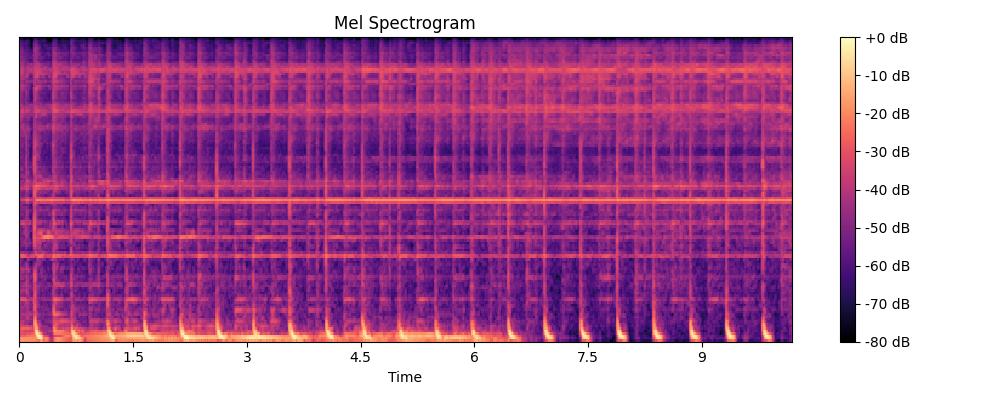 Mel Spectrogram
+0 dB
-10 dB
-20 dB
-30 dB
-40 dB
-50 dB
-60 dB
-70 dB
-80 dB
0 1.5 3 4.5 6 7.5 9
Time